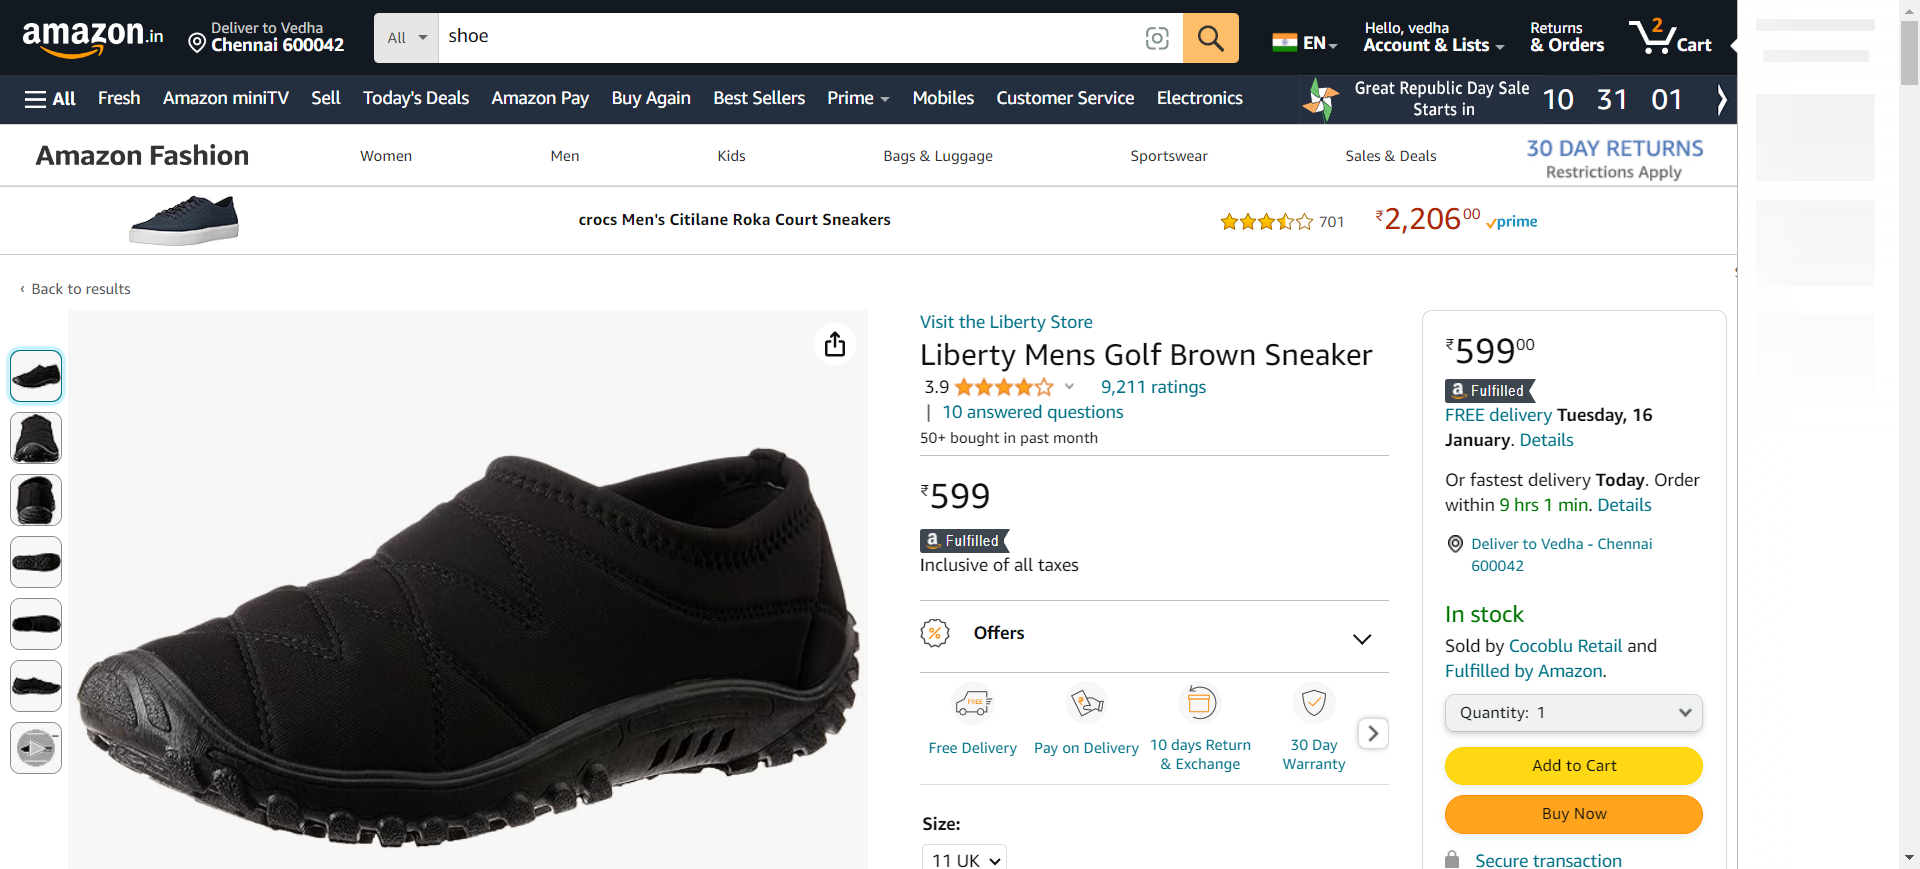 amazon.in
Deliver to Vedha
Chennai 600042
All
shoe
EN
Hello, vedha
Account & Lists
Returns
& Orders
2
Cart
All
Fresh
Amazon miniTV
Sell
Today's Deals
Amazon Pay
Buy Again
Best Sellers
Prime
Mobiles
Customer Service
Electronics
Great Republic Day Sale
Starts in
10 31 01
Amazon Fashion
Women
Men
Kids
Bags & Luggage
Sportswear
Sales & Deals
30 DAY RETURNS
Restrictions Apply
crocs Men's Citilane Roka Court Sneakers
701
₹2,20600
prime
‹ Back to results
Visit the Liberty Store
Liberty Mens Golf Brown Sneaker
3.9
9,211 ratings
| 10 answered questions
50+ bought in past month
₹599
a Fulfilled
Inclusive of all taxes
Offers
FREE
Free Delivery
Pay on Delivery
10 days Return
& Exchange
30 Day
Warranty
Size:
11 UK
₹59900
a Fulfilled
FREE delivery Tuesday, 16
January. Details
Or fastest delivery Today. Order
within 9 hrs 1 min. Details
Deliver to Vedha - Chennai
600042
In stock
Sold by Cocoblu Retail and
Fulfilled by Amazon.
Quantity: 1
Add to Cart
Buy Now
Secure transaction